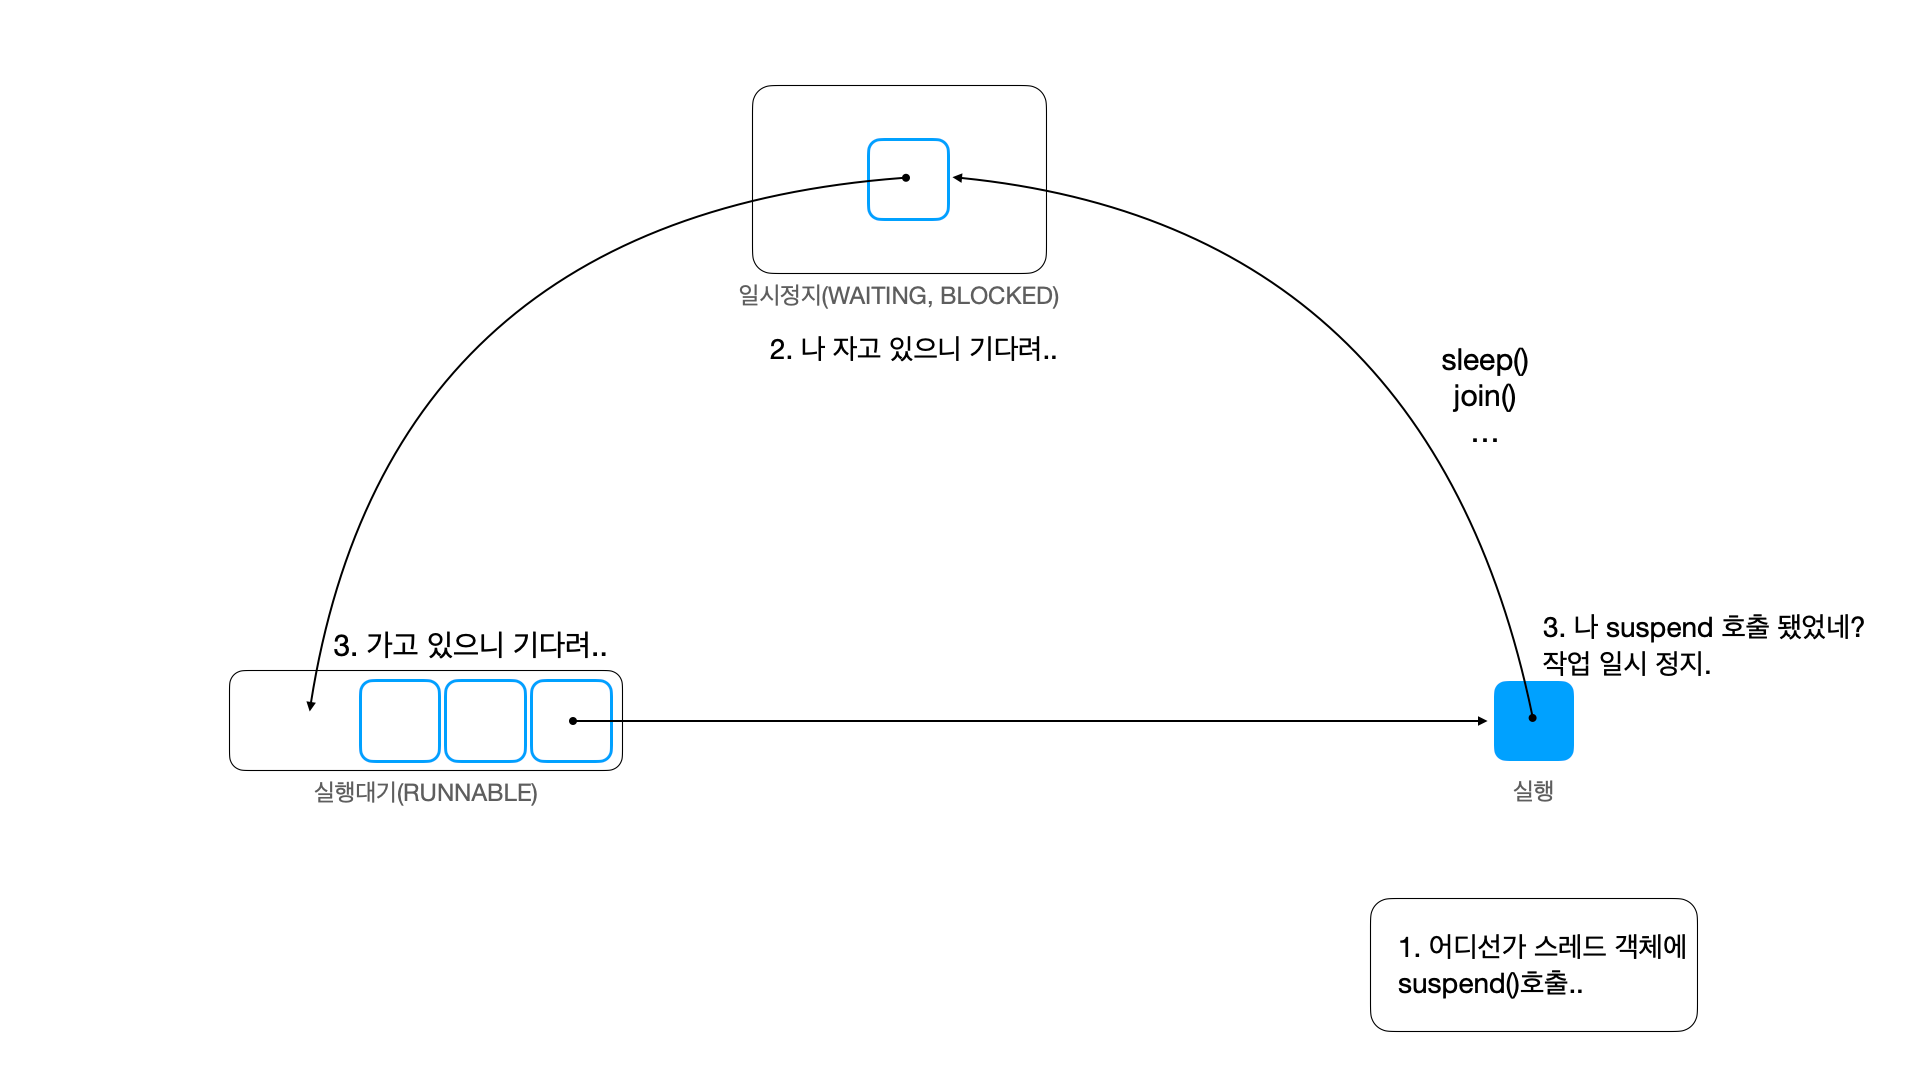 일시정지(WAITING, BLOCKED)
2. 나 자고 있으니 기다려..
sleep()
join()
...
3. 나 suspend 호출 됐었네?
작업 일시 정지.
3. 가고 있으니 기다려..
실행대기(RUNNABLE)
실행
1. 어디선가 스레드 객체에
suspend()호출..